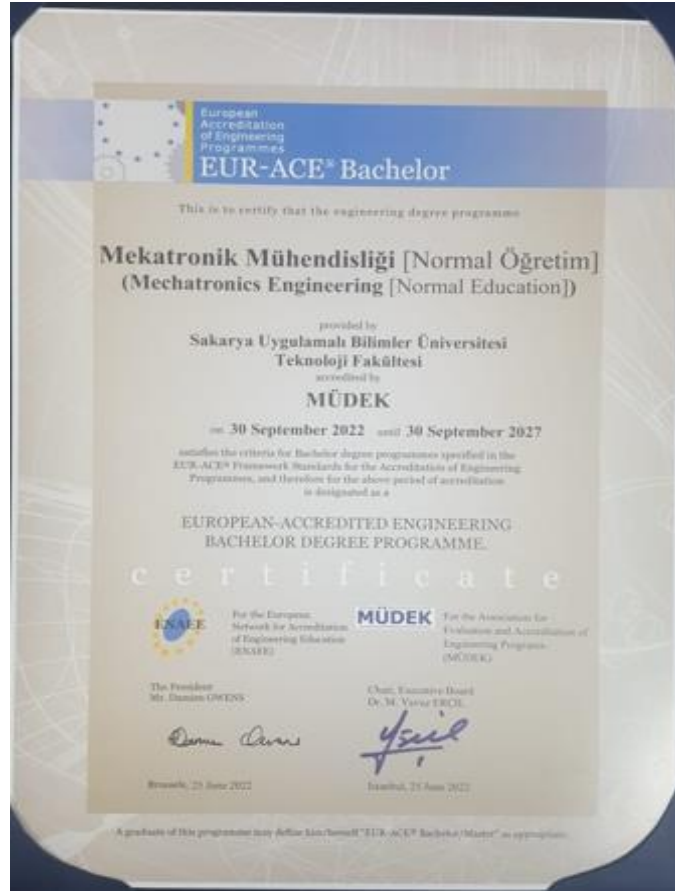 European
Accreditation
of Engineering
Programmes
EUR-ACE® Bachelor
This is to certify that the engineering degree programme
Mekatronik Mühendisliği [Normal Öğretim]
(Mechatronics Engineering [Normal Education])
provided by
Sakarya Uygulamalı Bilimler Üniversitesi
Teknoloji Fakültesi
accredited by
MÜDEK
on 30 September 2022 until 30 September 2027
satisfies the criteria for Bachelor degree programmes specified in the
EUR-ACE® Framework Standards for the Accreditation of Engineering
Programmes, and therefore for the above period of accreditation
is designated as a
EUROPEAN-ACCREDITED ENGINEERING
BACHELOR DEGREE PROGRAMME.
certificate
ENAEE
For the European
Network for Accreditation
of Engineering Education
(ENAEE)
MÜDEK
For the Association for
Evaluation and Accreditation of
Engineering Programs
(MÜDEK)
The President
Mr. Damien OWENS
Chair, Executive Board
Dr. M. Yavuz ERÇİL
Brussels, 25 June 2022
Istanbul, 25 June 2022
A graduate of this programme may define him/herself "EUR-ACE® Bachelor/Master" as appropriate.